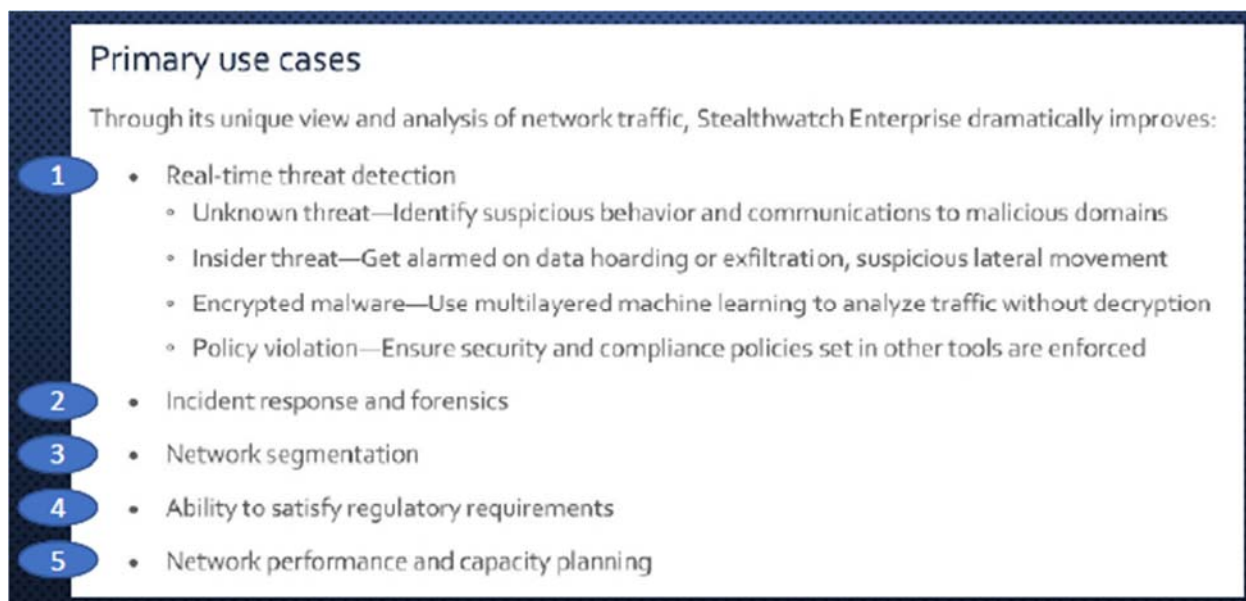 Primary use cases
Through its unique view and analysis of network traffic, Stealthwatch Enterprise dramatically improves:
1 • Real-time threat detection
◦ Unknown threat—Identify suspicious behavior and communications to malicious domains
◦ Insider threat—Get alarmed on data hoarding or exfiltration, suspicious lateral movement
◦ Encrypted malware—Use multilayered machine learning to analyze traffic without decryption
◦ Policy violation—Ensure security and compliance policies set in other tools are enforced
2 • Incident response and forensics
3 • Network segmentation
4 • Ability to satisfy regulatory requirements
5 • Network performance and capacity planning